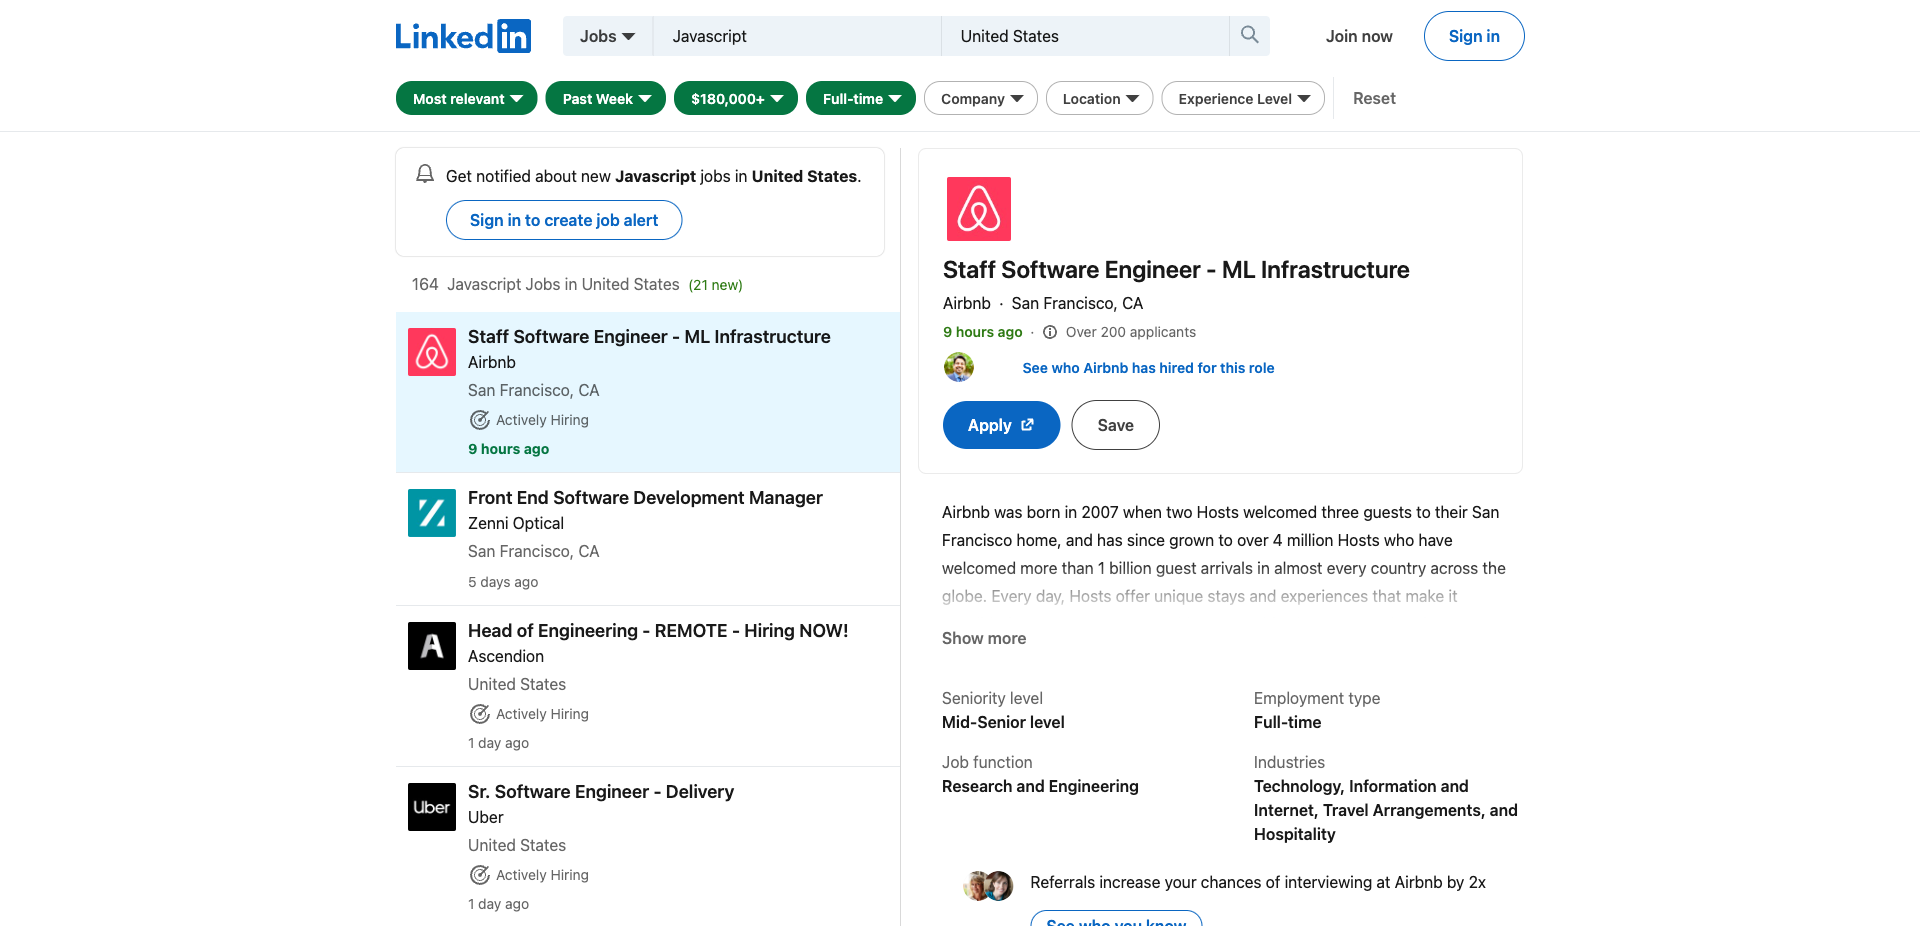 Linkedin
Jobs
Javascript
United States
Join now
Sign in
Most relevant
Past Week
$180,000+
Full-time
Company
Location
Experience Level
Reset
Get notified about new Javascript jobs in United States.
Sign in to create job alert
164 Javascript Jobs in United States (21 new)
Staff Software Engineer - ML Infrastructure
Airbnb
San Francisco, CA
Actively Hiring
9 hours ago
Front End Software Development Manager
Zenni Optical
San Francisco, CA
5 days ago
Head of Engineering - REMOTE - Hiring NOW!
Ascendion
United States
Actively Hiring
1 day ago
Uber
Sr. Software Engineer - Delivery
Uber
United States
Actively Hiring
1 day ago
Staff Software Engineer - ML Infrastructure
Airbnb · San Francisco, CA
9 hours ago · Over 200 applicants
See who Airbnb has hired for this role
Apply
Save
Airbnb was born in 2007 when two Hosts welcomed three guests to their San
Francisco home, and has since grown to over 4 million Hosts who have
welcomed more than 1 billion guest arrivals in almost every country across the
globe. Every day, Hosts offer unique stays and experiences that make it
Show more
Seniority level
Mid-Senior level
Employment type
Full-time
Job function
Research and Engineering
Industries
Technology, Information and
Internet, Travel Arrangements, and
Hospitality
Referrals increase your chances of interviewing at Airbnb by 2x
See who you know